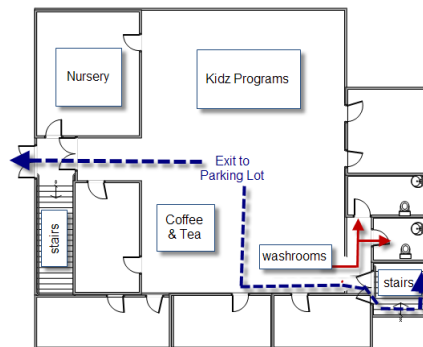 Nursery
Kidz Programs
Exit to
Parking Lot
Coffee
& Tea
stairs
washrooms
stairs